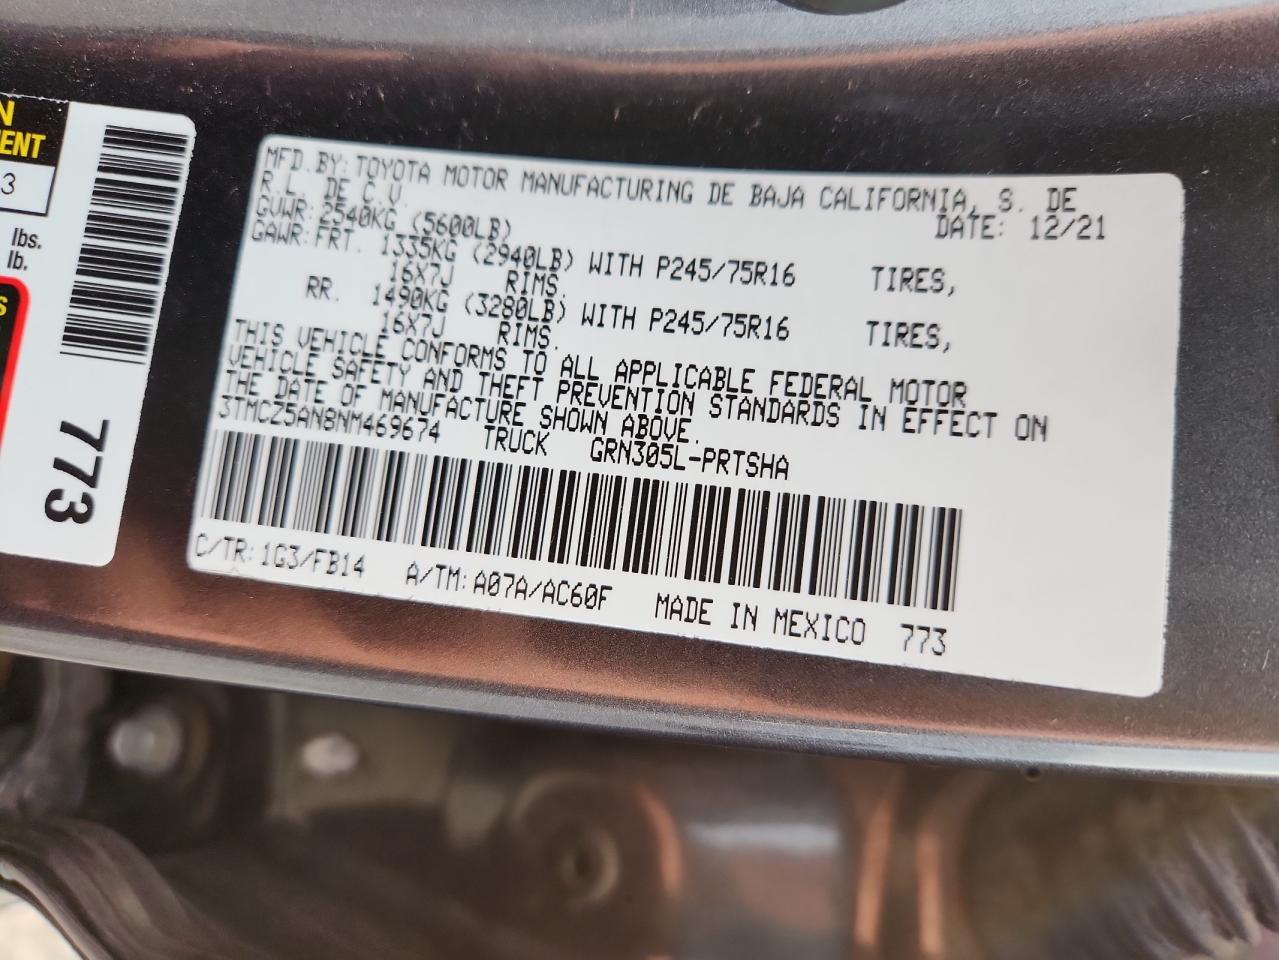 N
ENT
3
lbs.
lb.
S
773
MFD.BY: TOYOTA MOTOR MANUFACTURING DE BAJA CALIFORNIA, S. DE
R.L. DE C.V. DATE: 12/21
GVWR: 2540KG (5600LB)
GAWR: FRT. 1335KG (2940LB) WITH P245/75R16 TIRES,
16X7J RIMS.
RR. 1490KG (3280LB) WITH P245/75R16 TIRES,
16X7J RIMS.
THIS VEHICLE CONFORMS TO ALL APPLICABLE FEDERAL MOTOR
VEHICLE SAFETY AND THEFT PREVENTION STANDARDS IN EFFECT ON
THE DATE OF MANUFACTURE SHOWN ABOVE.
3TMCZ5AN8NM469674 TRUCK GRN305L-PRTSHA
C/TR: 1G3/FB14 A/TM: A07A/AC60F MADE IN MEXICO 773